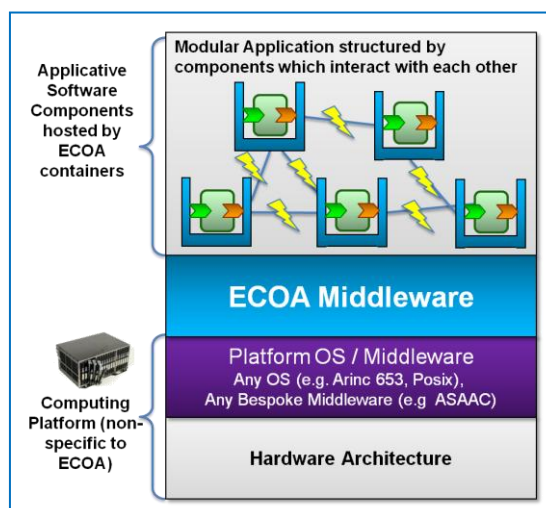 Applicative
Software
Components
hosted by
ECOA
containers
Modular Application structured by
components which interact with each other
ECOA Middleware
Platform OS / Middleware
Any OS (e.g. Arinc 653, Posix),
Any Bespoke Middleware (e.g ASAAC)
Computing
Platform (non-
specific to
ECOA)
Hardware Architecture